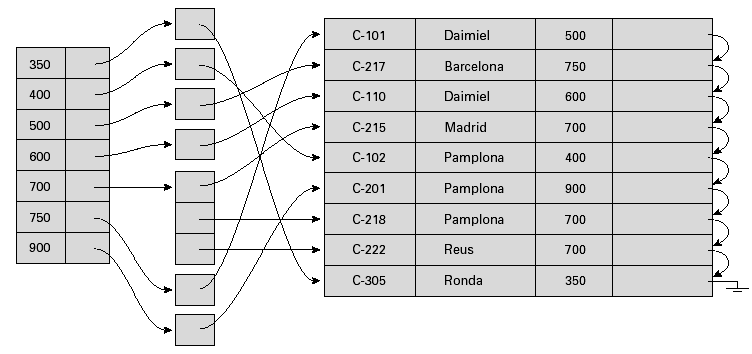 350
400
500
600
700
750
900
C-101 Daimiel 500
C-217 Barcelona 750
C-110 Daimiel 600
C-215 Madrid 700
C-102 Pamplona 400
C-201 Pamplona 900
C-218 Pamplona 700
C-222 Reus 700
C-305 Ronda 350